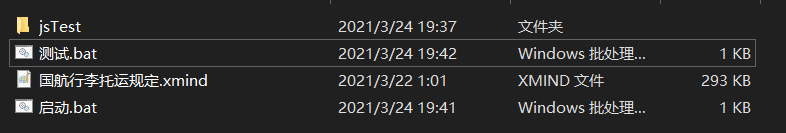 jsTest 2021/3/24 19:37 文件夹
测试.bat 2021/3/24 19:42 Windows 批处理... 1 KB
国航行李托运规定.xmind 2021/3/22 1:01 XMIND 文件 293 KB
启动.bat 2021/3/24 19:41 Windows 批处理... 1 KB